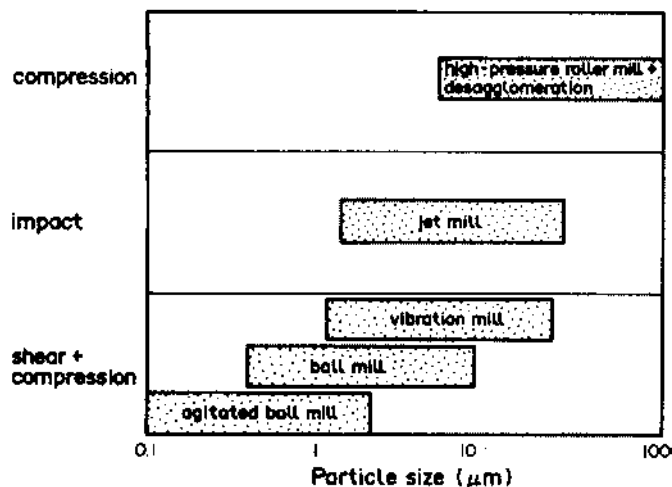 compression
high-pressure roller mill +
desagglomeration
impact
jet mill
vibration mill
shear +
compression
ball mill
agitated ball mill
0.1 1 10 100
Particle size (μm)